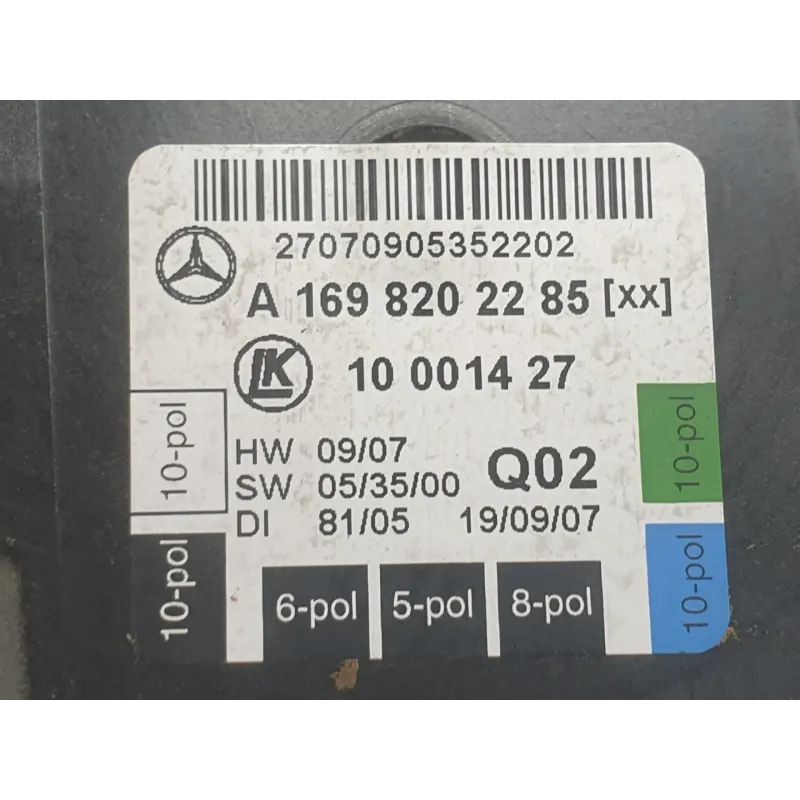 27070905352202
A 169 820 22 85 [xx]
LK 10 0014 27
HW 09/07
SW 05/35/00 Q02
DI 81/05 19/09/07
10-pol
10-pol
6-pol 5-pol 8-pol
10-pol
10-pol